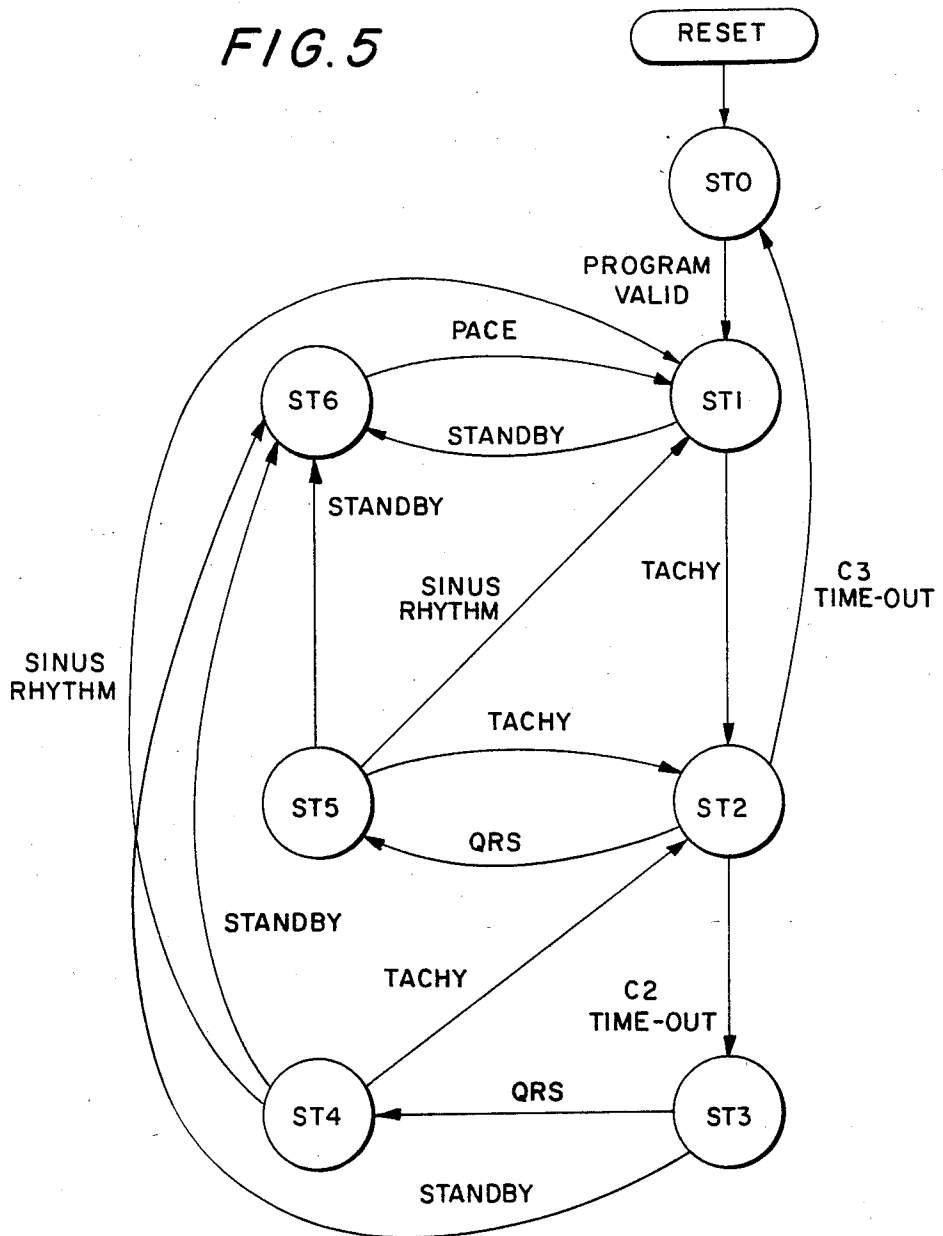 FIG. 5
RESET
ST0
PROGRAM
VALID
PACE
ST6
ST1
STANDBY
STANDBY
SINUS
RHYTHM
TACHY
C3
TIME-OUT
SINUS
RHYTHM
TACHY
ST5
ST2
QRS
STANDBY
TACHY
C2
TIME-OUT
QRS
ST4
ST3
STANDBY